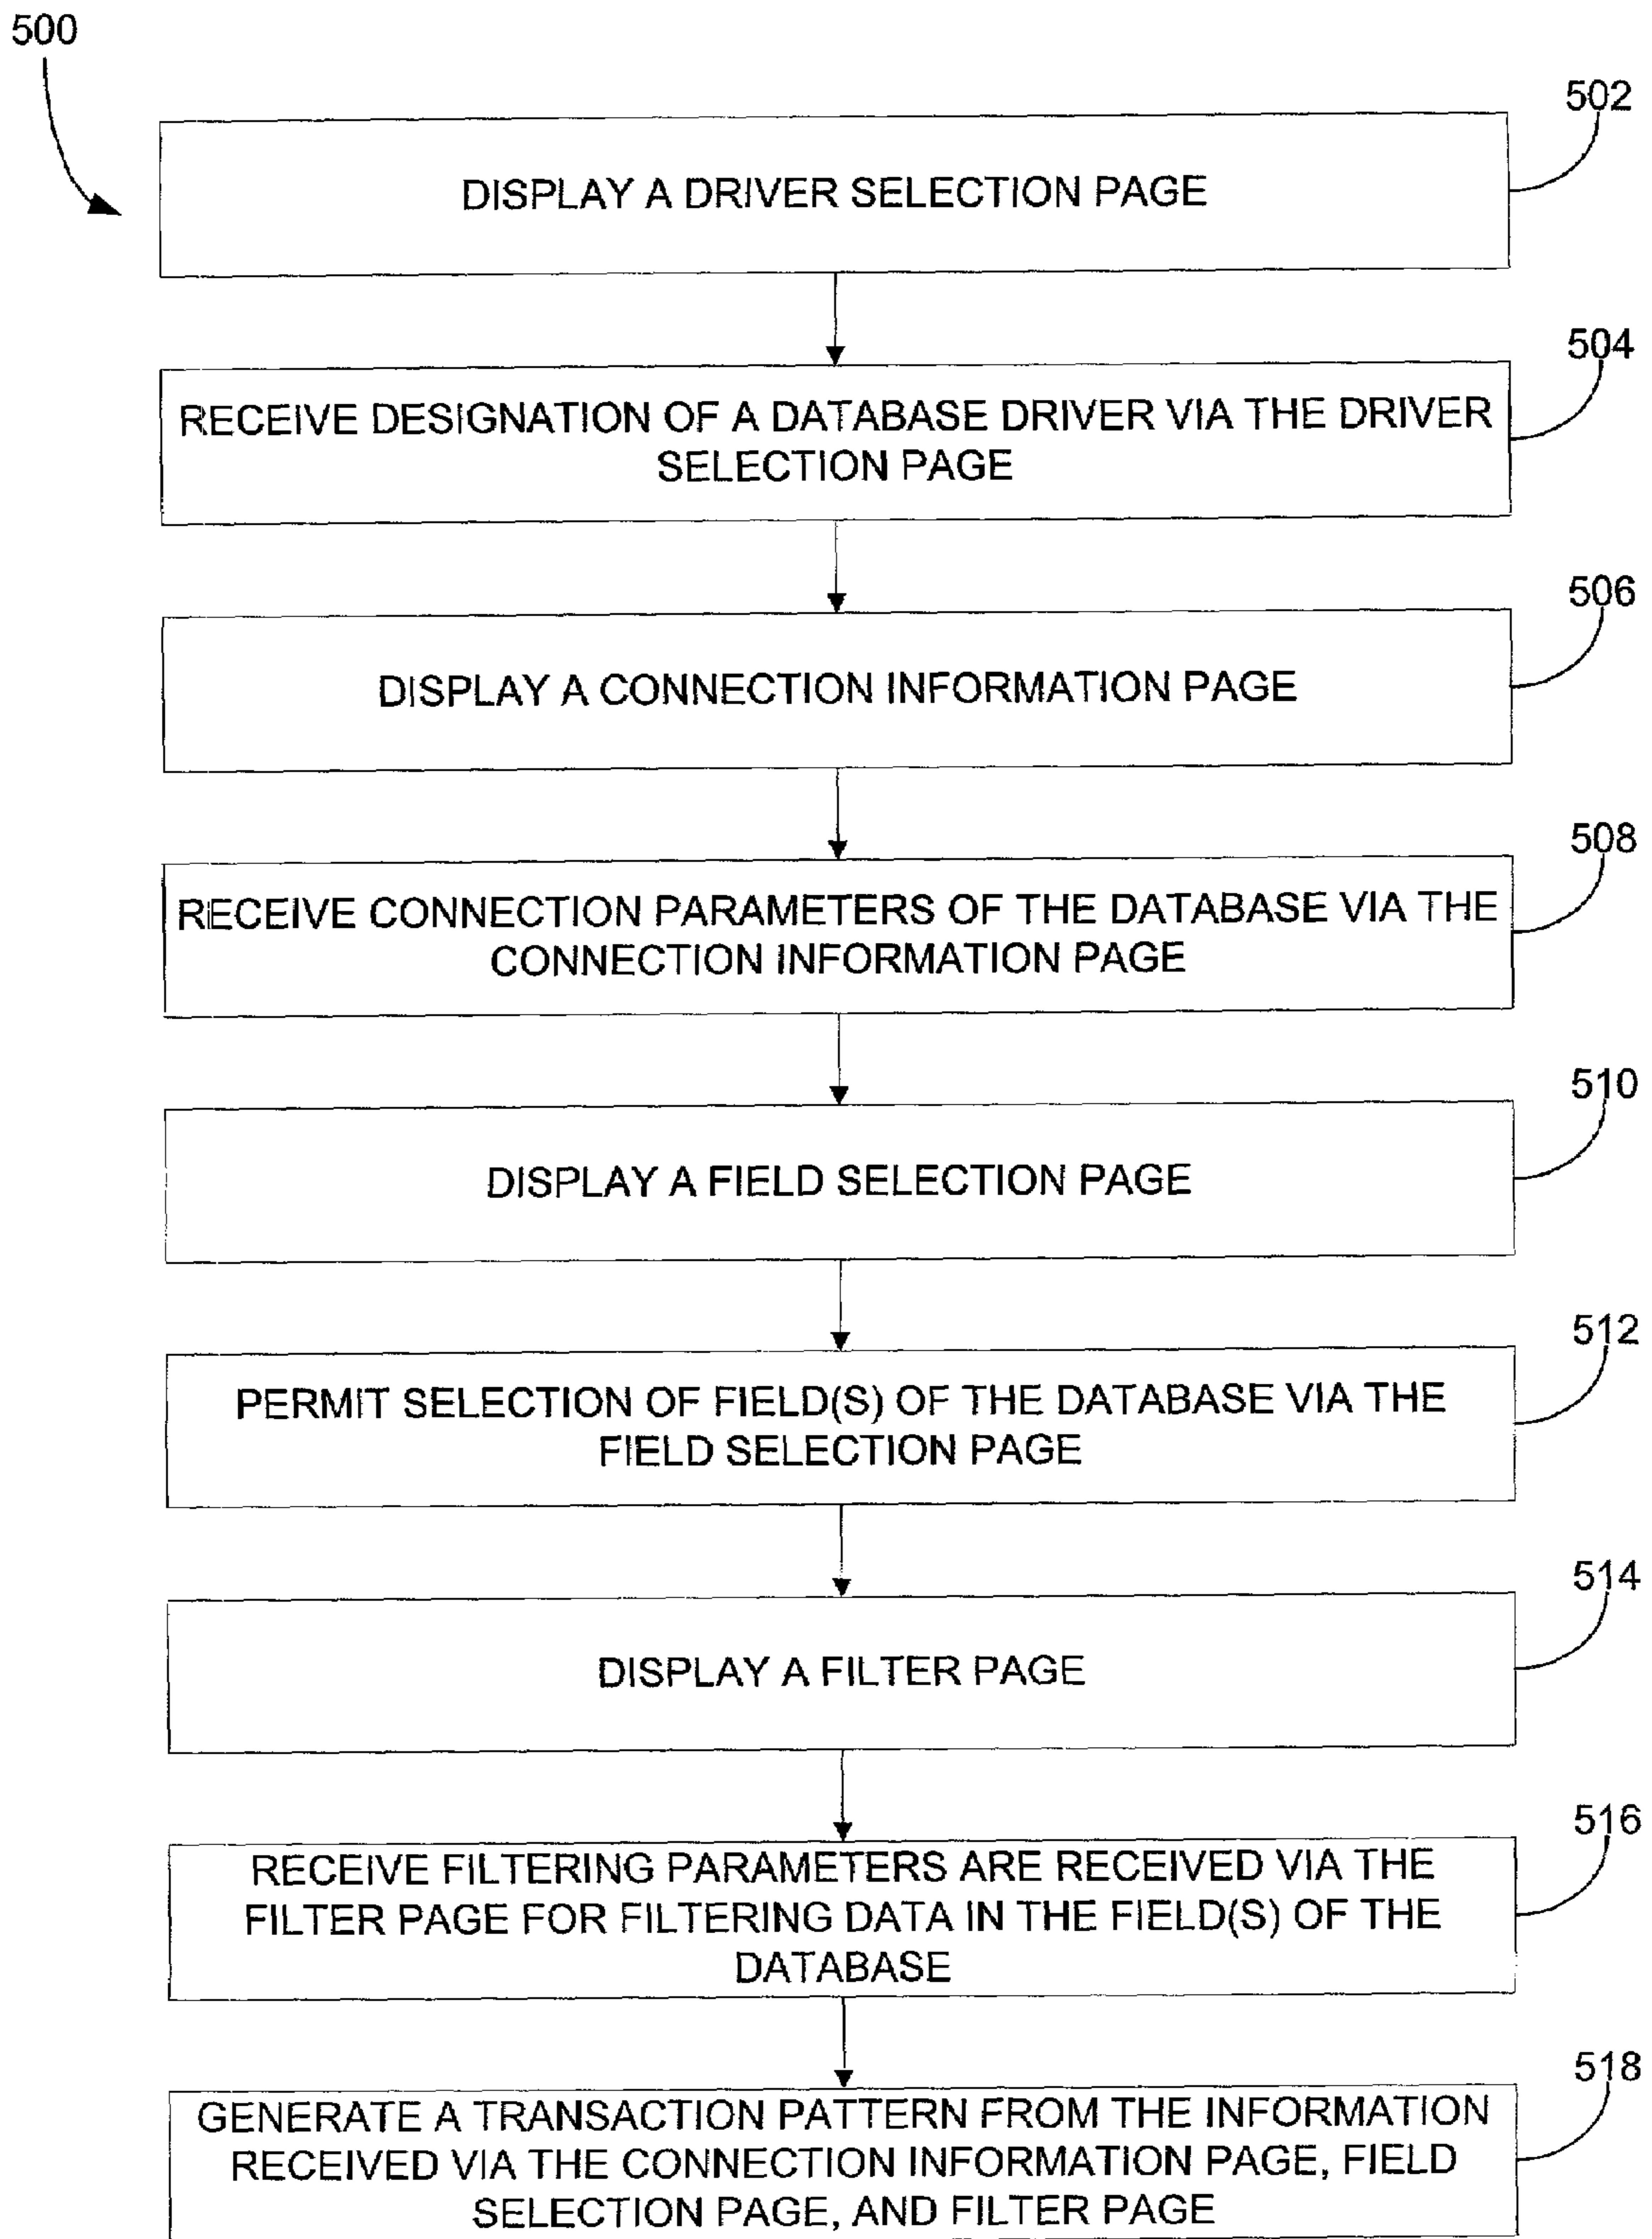 500
502
DISPLAY A DRIVER SELECTION PAGE
504
RECEIVE DESIGNATION OF A DATABASE DRIVER VIA THE DRIVER
SELECTION PAGE
506
DISPLAY A CONNECTION INFORMATION PAGE
508
RECEIVE CONNECTION PARAMETERS OF THE DATABASE VIA THE
CONNECTION INFORMATION PAGE
510
DISPLAY A FIELD SELECTION PAGE
512
PERMIT SELECTION OF FIELD(S) OF THE DATABASE VIA THE
FIELD SELECTION PAGE
514
DISPLAY A FILTER PAGE
516
RECEIVE FILTERING PARAMETERS ARE RECEIVED VIA THE
FILTER PAGE FOR FILTERING DATA IN THE FIELD(S) OF THE
DATABASE
518
GENERATE A TRANSACTION PATTERN FROM THE INFORMATION
RECEIVED VIA THE CONNECTION INFORMATION PAGE, FIELD
SELECTION PAGE, AND FILTER PAGE